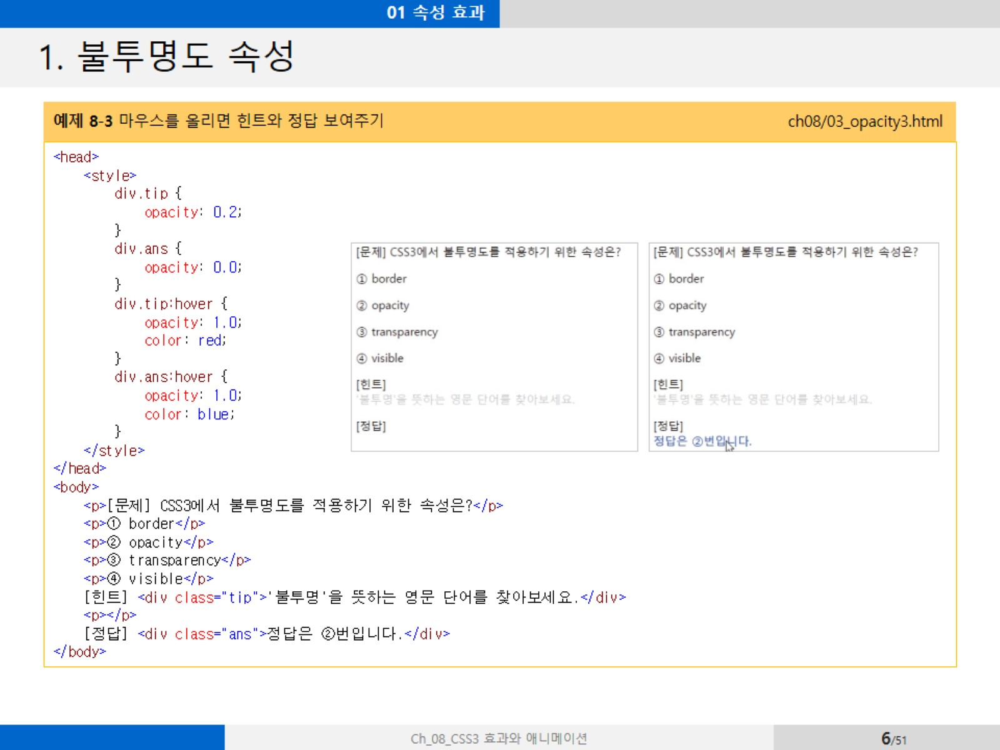 01 속성 효과
1. 불투명도 속성
예제 8-3 마우스를 올리면 힌트와 정답 보여주기
ch08/03_opacity3.html
<head>
<style>
div.tip {
opacity: 0.2;
}
div.ans {
opacity: 0.0;
}
div.tip:hover {
opacity: 1.0;
color: red;
}
div.ans:hover {
opacity: 1.0;
color: blue;
}
</style>
</head>
<body>
<p>[문제] CSS3에서 불투명도를 적용하기 위한 속성은?</p>
<p>① border</p>
<p>② opacity</p>
<p>③ transparency</p>
<p>④ visible</p>
[힌트] <div class="tip">'불투명'을 뜻하는 영문 단어를 찾아보세요.</div>
<p></p>
[정답] <div class="ans">정답은 ②번입니다.</div>
</body>
[문제] CSS3에서 불투명도를 적용하기 위한 속성은?
① border
② opacity
③ transparency
④ visible
[힌트]
'불투명'을 뜻하는 영문 단어를 찾아보세요.
[정답]
[문제] CSS3에서 불투명도를 적용하기 위한 속성은?
① border
② opacity
③ transparency
④ visible
[힌트]
'불투명'을 뜻하는 영문 단어를 찾아보세요.
[정답]
정답은 ②번입니다.
Ch_08_CSS3 효과와 애니메이션
6/51